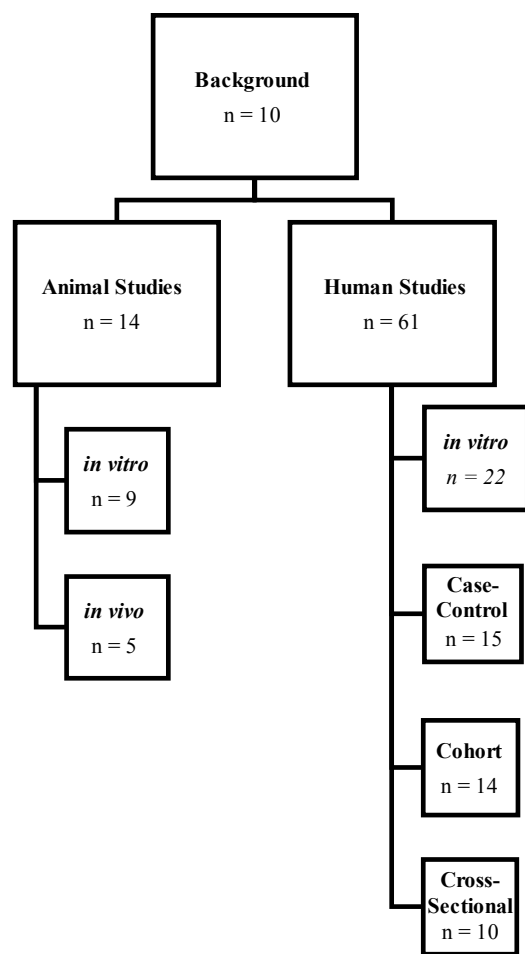 Background
n = 10
Animal Studies
n = 14
Human Studies
n = 61
in vitro
n = 9
in vivo
n = 5
in vitro
n = 22
Case-
Control
n = 15
Cohort
n = 14
Cross-
Sectional
n = 10